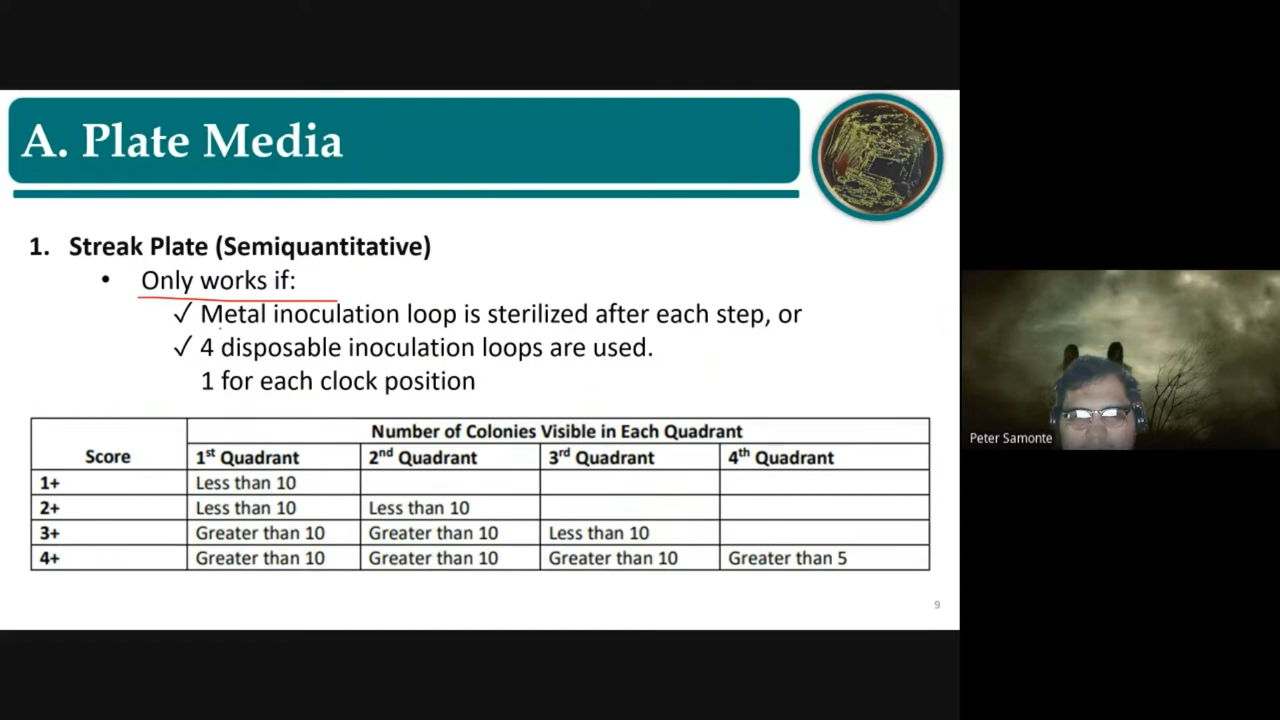 A. Plate Media
1. Streak Plate (Semiquantitative)
• Only works if:
✓ Metal inoculation loop is sterilized after each step, or
✓ 4 disposable inoculation loops are used.
1 for each clock position
Number of Colonies Visible in Each Quadrant
Score 1st Quadrant 2nd Quadrant 3rd Quadrant 4th Quadrant
1+ Less than 10
2+ Less than 10 Less than 10
3+ Greater than 10 Greater than 10 Less than 10
4+ Greater than 10 Greater than 10 Greater than 10 Greater than 5
9
Peter Samonte